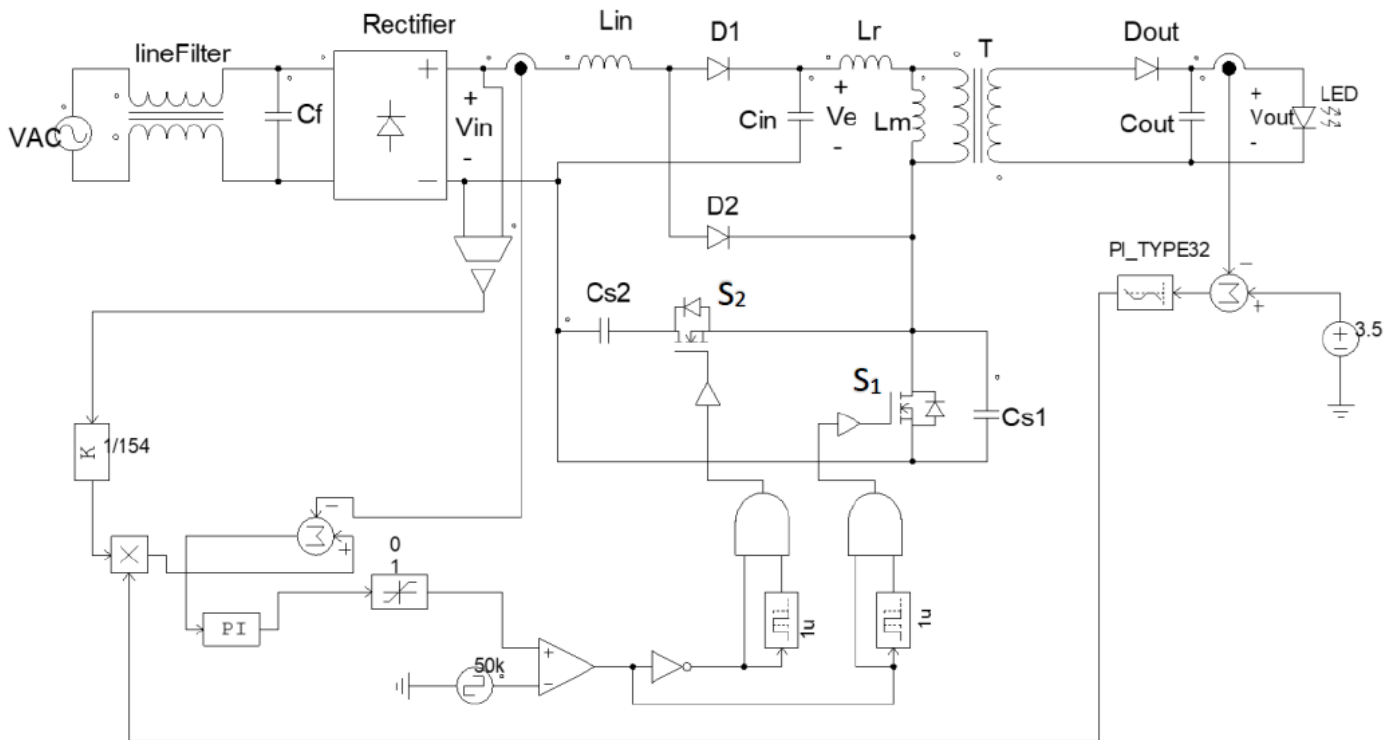 Rectifier
Lin
D1
Lr
T
Dout
lineFilter
VAC
Cf
+
+
Vin
-
-
Cin
+
Ve
-
Lm
Cout
+
Vout
-
LED
D2
PI_TYPE32
Cs2
S2
S1
Cs1
Σ
-
+
+
-
3.5
K
1/154
Σ
-
+
X
0
1
PI
50k
+
-
1u
1u